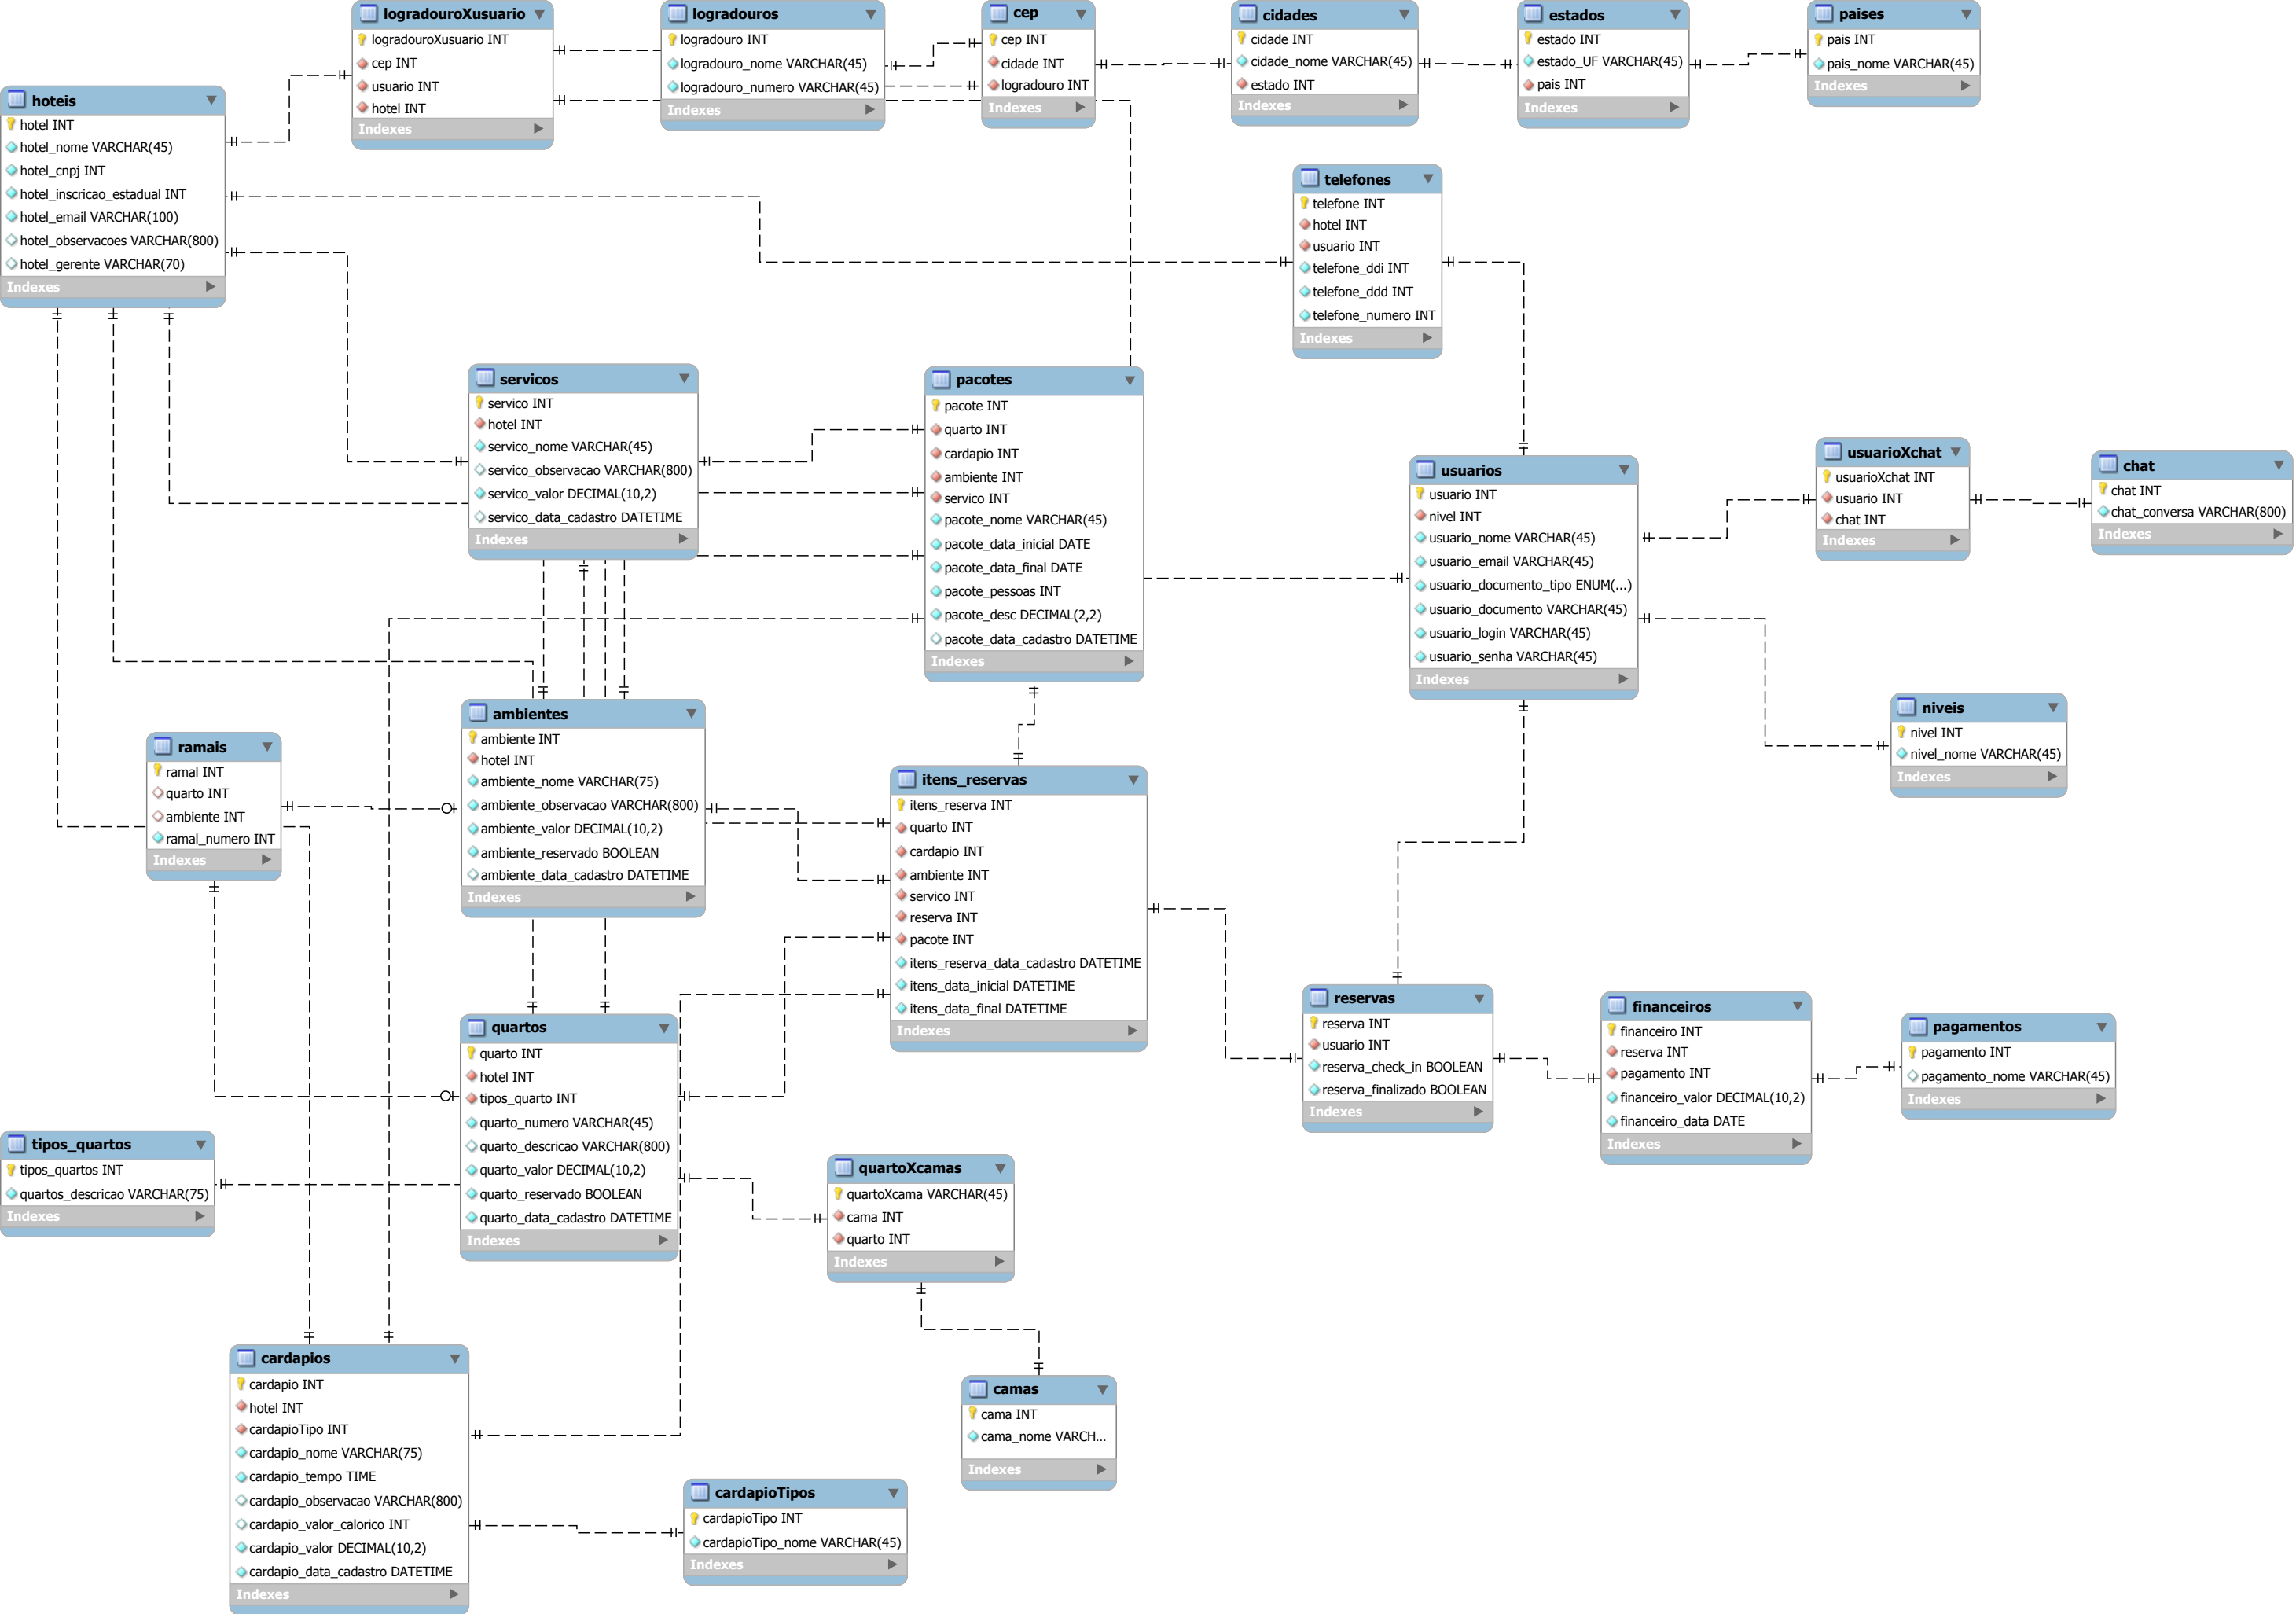 logradouroXusuario
logradouroXusuario INT
cep INT
usuario INT
hotel INT
Indexes
logradouros
logradouro INT
logradouro_nome VARCHAR(45)
logradouro_numero VARCHAR(45)
Indexes
cep
cep INT
cidade INT
logradouro INT
Indexes
cidades
cidade INT
cidade_nome VARCHAR(45)
estado INT
Indexes
estados
estado INT
estado_UF VARCHAR(45)
pais INT
Indexes
paises
pais INT
pais_nome VARCHAR(45)
Indexes
hoteis
hotel INT
hotel_nome VARCHAR(45)
hotel_cnpj INT
hotel_inscricao_estadual INT
hotel_email VARCHAR(100)
hotel_observacoes VARCHAR(800)
hotel_gerente VARCHAR(70)
Indexes
telefones
telefone INT
hotel INT
usuario INT
telefone_ddi INT
telefone_ddd INT
telefone_numero INT
Indexes
servicos
servico INT
hotel INT
servico_nome VARCHAR(45)
servico_observacao VARCHAR(800)
servico_valor DECIMAL(10,2)
servico_data_cadastro DATETIME
Indexes
pacotes
pacote INT
quarto INT
cardapio INT
ambiente INT
servico INT
pacote_nome VARCHAR(45)
pacote_data_inicial DATE
pacote_data_final DATE
pacote_pessoas INT
pacote_desc DECIMAL(2,2)
pacote_data_cadastro DATETIME
Indexes
usuarios
usuario INT
nivel INT
usuario_nome VARCHAR(45)
usuario_email VARCHAR(45)
usuario_documento_tipo ENUM(...)
usuario_documento VARCHAR(45)
usuario_login VARCHAR(45)
usuario_senha VARCHAR(45)
Indexes
usuarioXchat
usuarioXchat INT
usuario INT
chat INT
Indexes
chat
chat INT
chat_conversa VARCHAR(800)
Indexes
niveis
nivel INT
nivel_nome VARCHAR(45)
Indexes
ramais
ramal INT
quarto INT
ambiente INT
ramal_numero INT
Indexes
ambientes
ambiente INT
hotel INT
ambiente_nome VARCHAR(75)
ambiente_observacao VARCHAR(800)
ambiente_valor DECIMAL(10,2)
ambiente_reservado BOOLEAN
ambiente_data_cadastro DATETIME
Indexes
itens_reservas
itens_reserva INT
quarto INT
cardapio INT
ambiente INT
servico INT
reserva INT
pacote INT
itens_reserva_data_cadastro DATETIME
itens_data_inicial DATETIME
itens_data_final DATETIME
Indexes
reservas
reserva INT
usuario INT
reserva_check_in BOOLEAN
reserva_finalizado BOOLEAN
Indexes
financeiros
financeiro INT
reserva INT
pagamento INT
financeiro_valor DECIMAL(10,2)
financeiro_data DATE
Indexes
pagamentos
pagamento INT
pagamento_nome VARCHAR(45)
Indexes
quartos
quarto INT
hotel INT
tipos_quarto INT
quarto_numero VARCHAR(45)
quarto_descricao VARCHAR(800)
quarto_valor DECIMAL(10,2)
quarto_reservado BOOLEAN
quarto_data_cadastro DATETIME
Indexes
tipos_quartos
tipos_quartos INT
quartos_descricao VARCHAR(75)
Indexes
quartoXcamas
quartoXcama VARCHAR(45)
cama INT
quarto INT
Indexes
cardapios
cardapio INT
hotel INT
cardapioTipo INT
cardapio_nome VARCHAR(75)
cardapio_tempo TIME
cardapio_observacao VARCHAR(800)
cardapio_valor_calorico INT
cardapio_valor DECIMAL(10,2)
cardapio_data_cadastro DATETIME
Indexes
camas
cama INT
cama_nome VARCH...
Indexes
cardapioTipos
cardapioTipo INT
cardapioTipo_nome VARCHAR(45)
Indexes